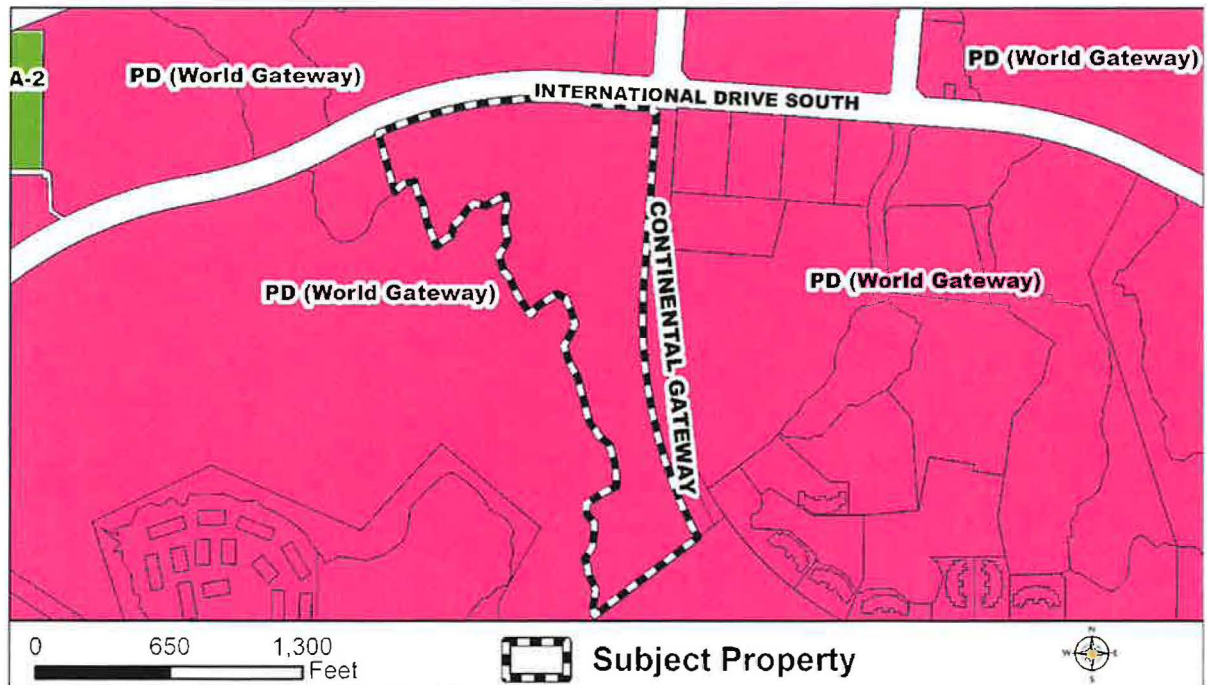 A-2
PD (World Gateway)
PD (World Gateway)
INTERNATIONAL DRIVE SOUTH
CONTINENTAL GATEWAY
PD (World Gateway)
PD (World Gateway)
0 650 1,300
Feet
Subject Property
N
W E
S